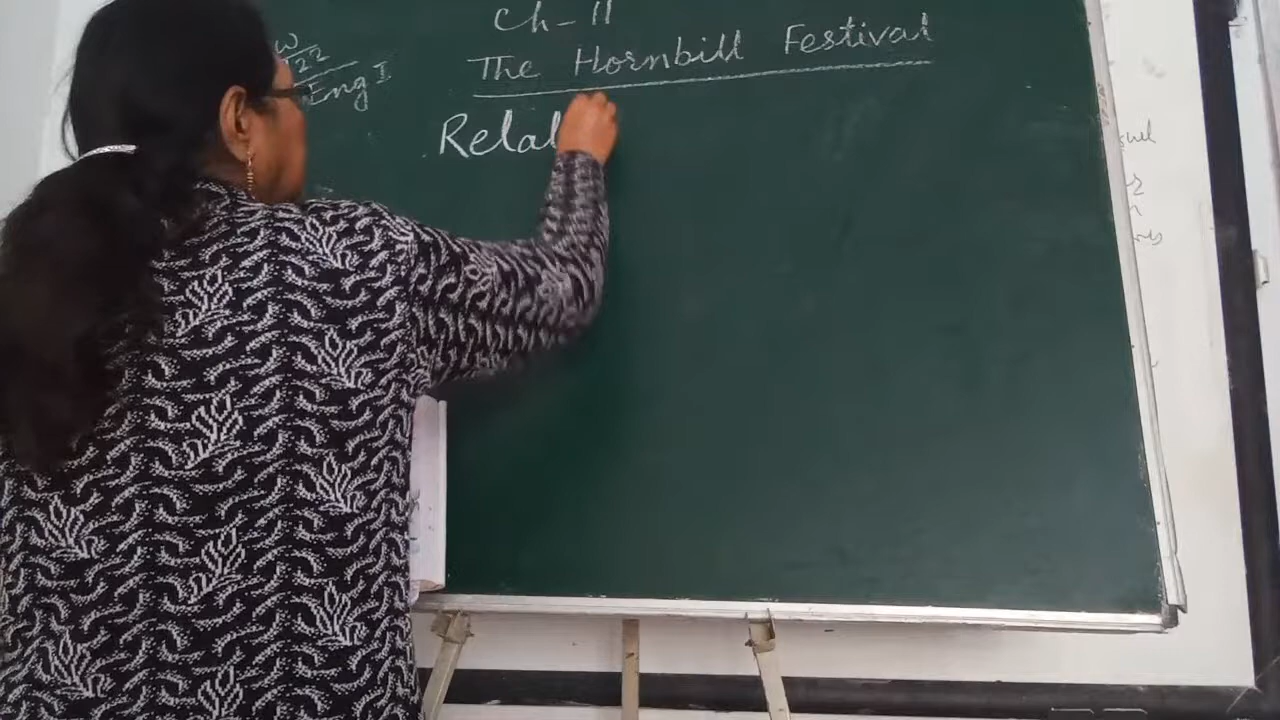 Ch - 11
The Hornbill Festival
Eng I
Relat